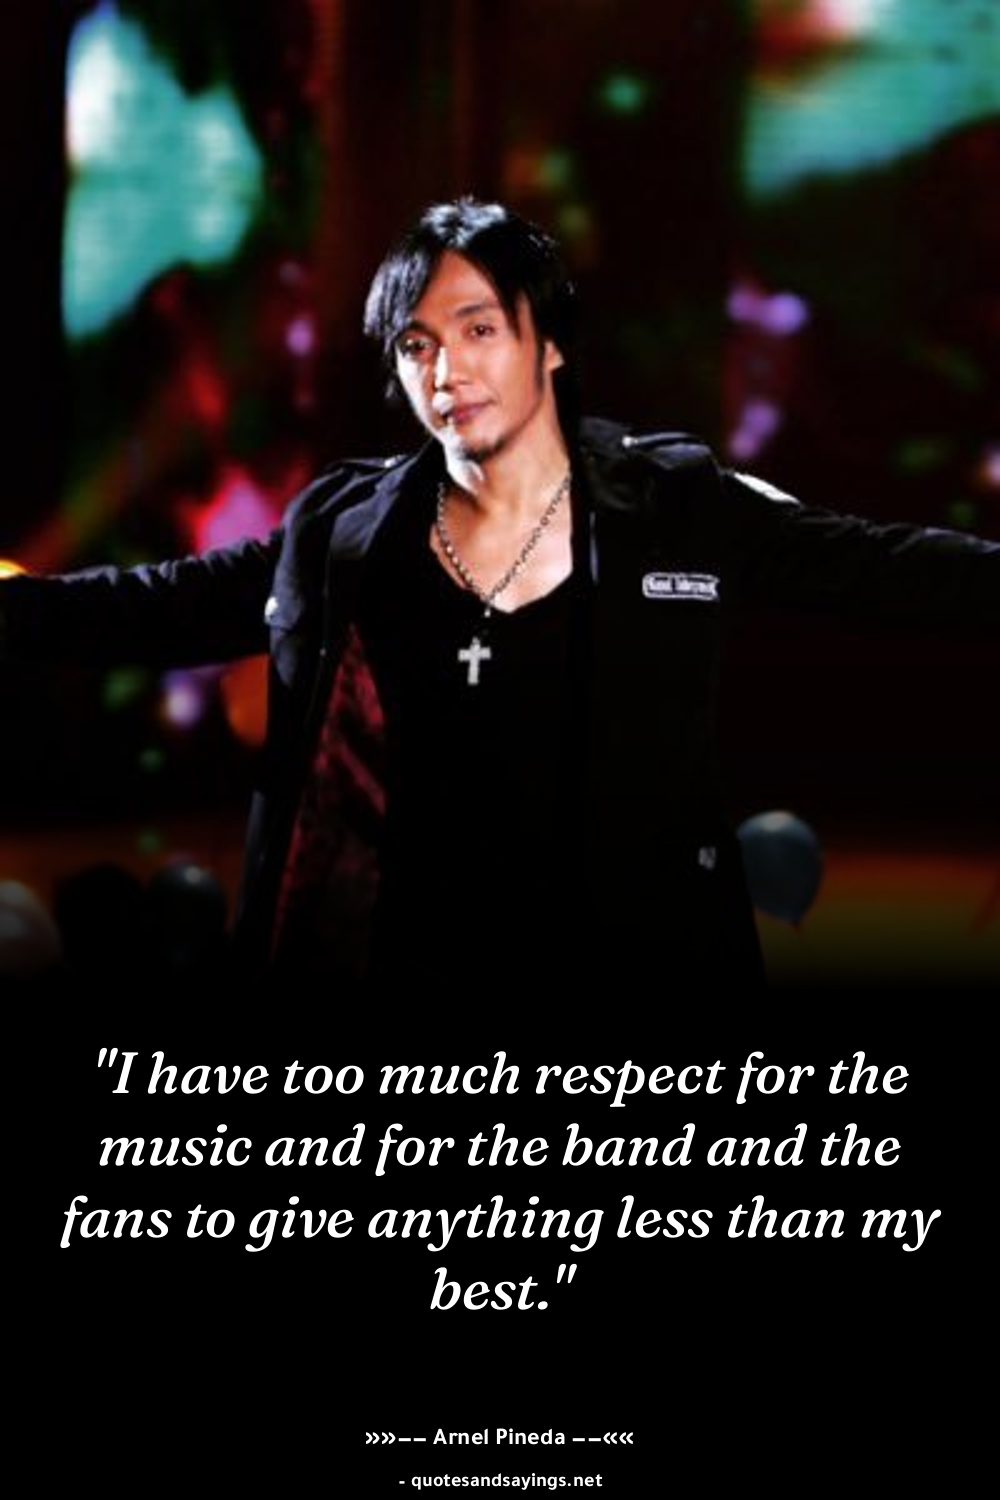 "I have too much respect for the
music and for the band and the
fans to give anything less than my
best."
»»–– Arnel Pineda ––««
- quotesandsayings.net